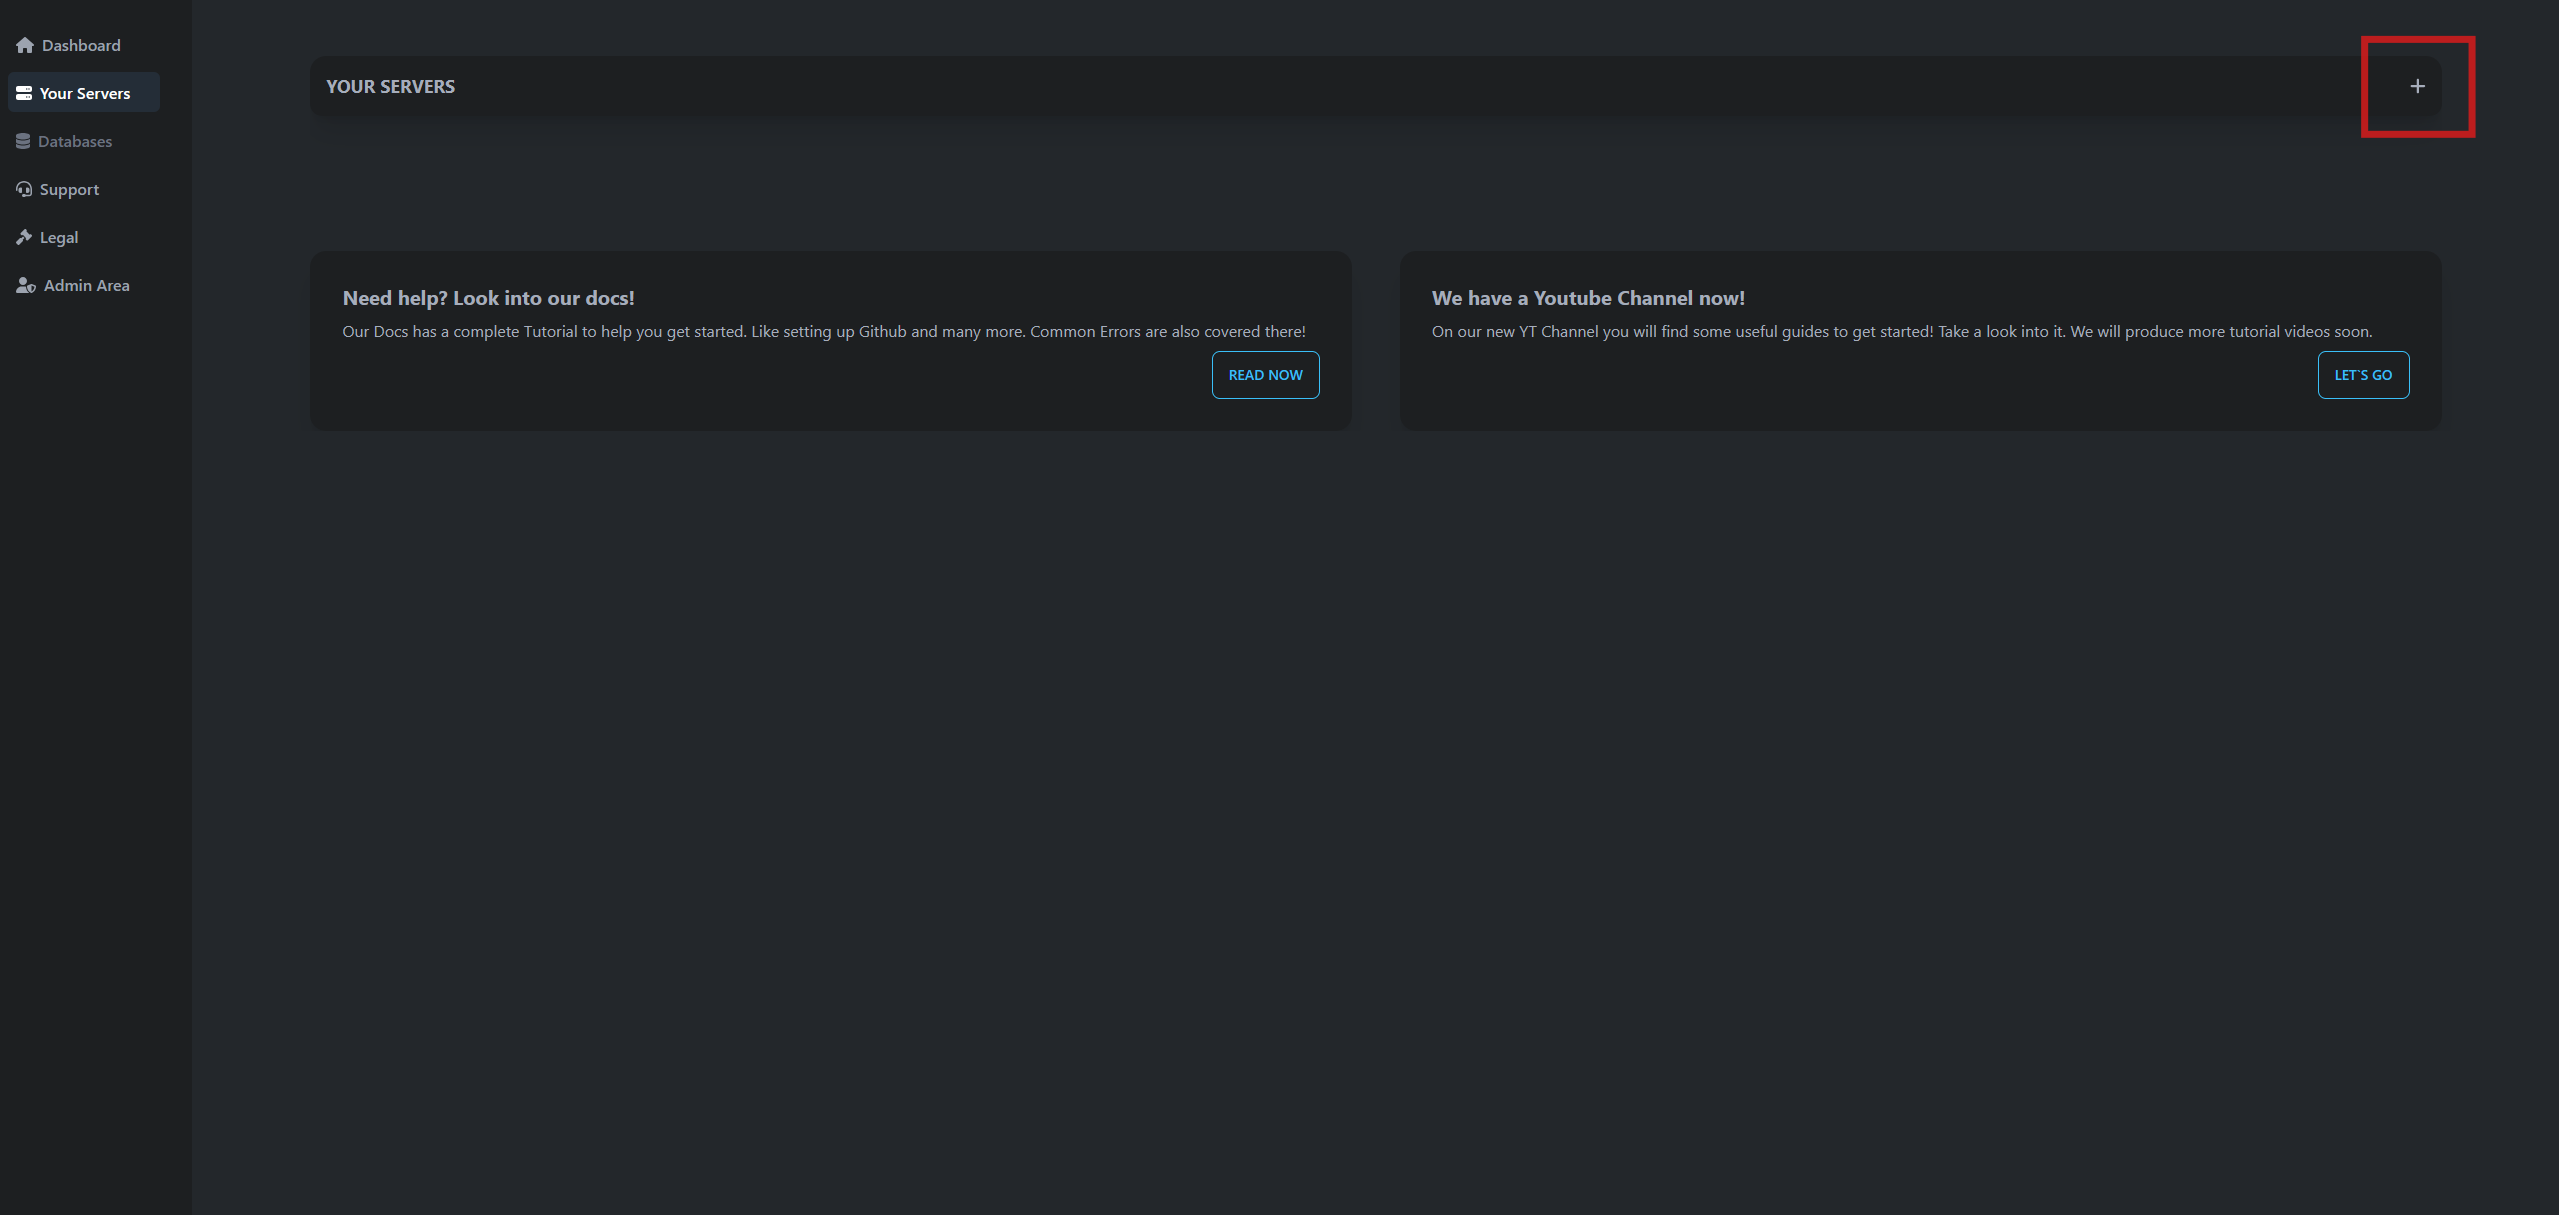 Dashboard
Your Servers
Databases
Support
Legal
Admin Area
YOUR SERVERS
+
Need help? Look into our docs!
Our Docs has a complete Tutorial to help you get started. Like setting up Github and many more. Common Errors are also covered there!
READ NOW
We have a Youtube Channel now!
On our new YT Channel you will find some useful guides to get started! Take a look into it. We will produce more tutorial videos soon.
LET`S GO